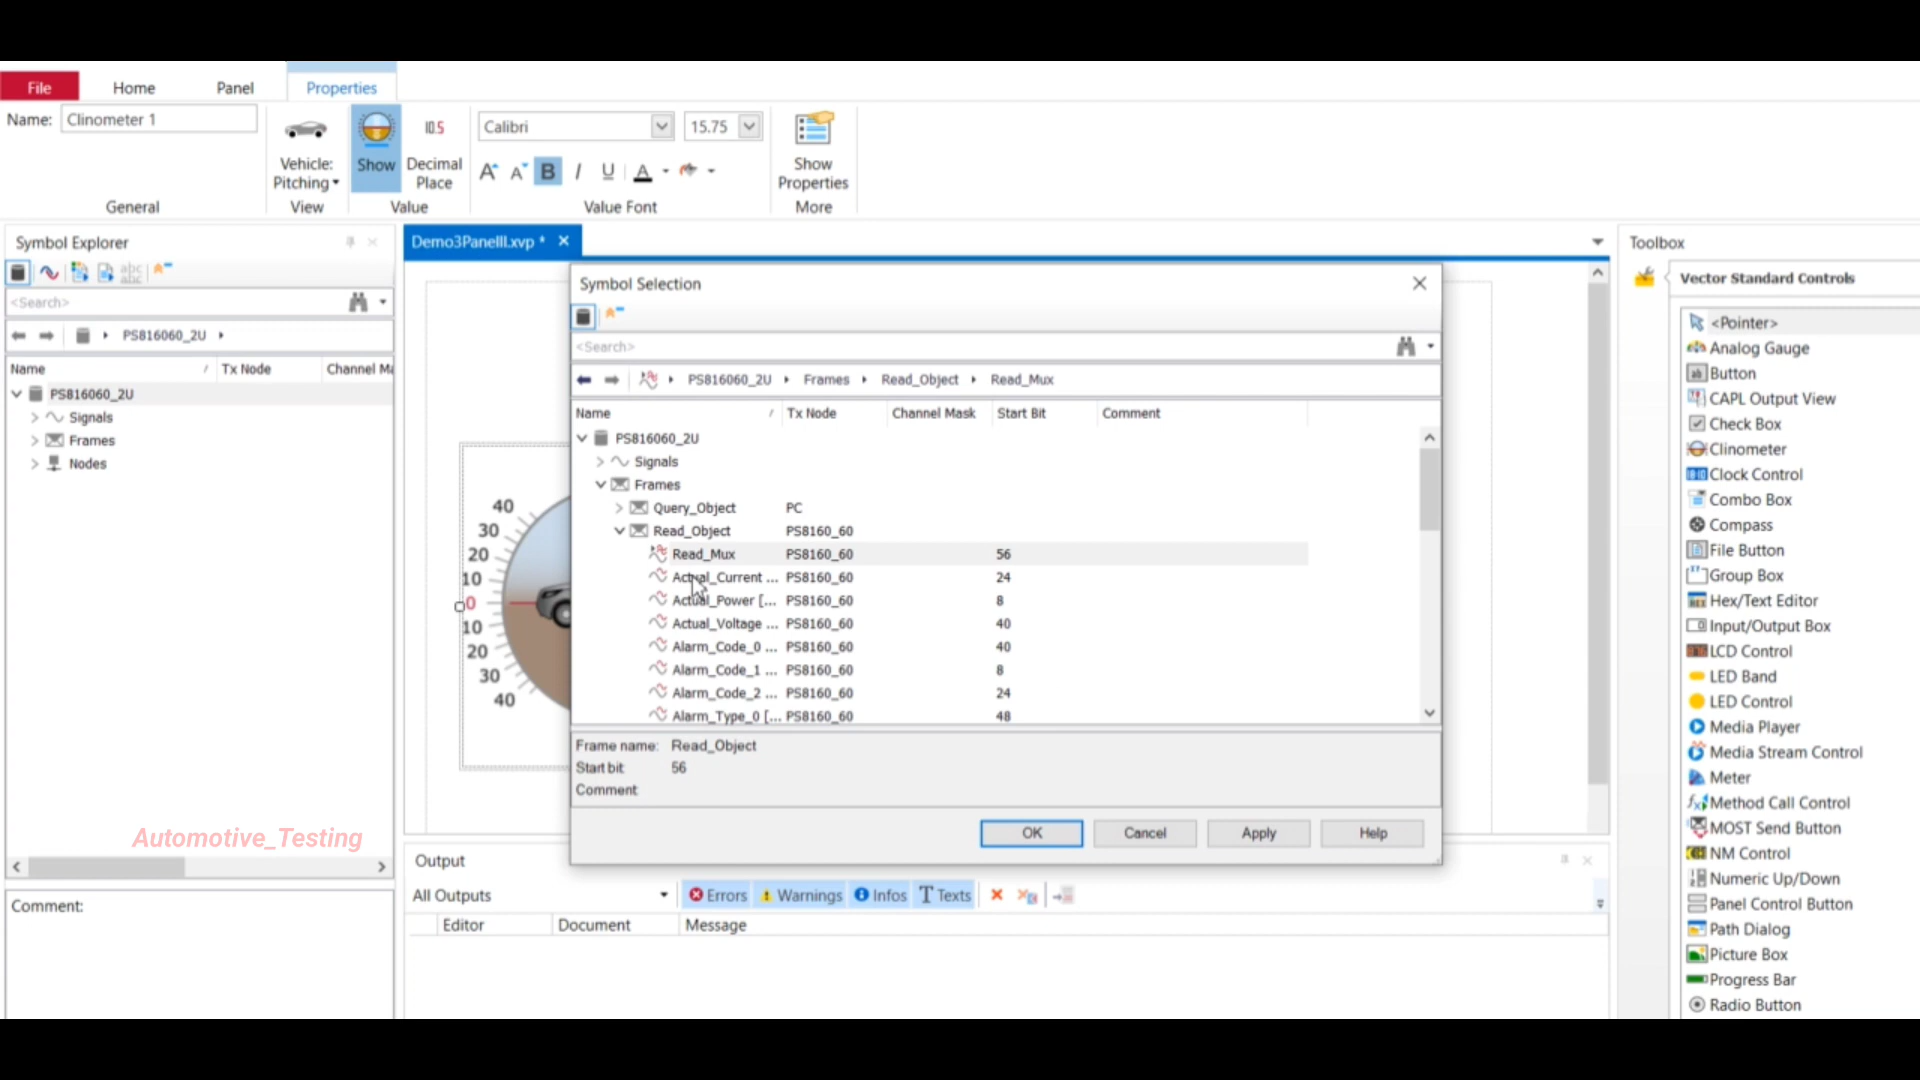 File Home Panel Properties
Name: Clinometer 1
Vehicle: Pitching
View
General
Show
10.5
Decimal Place
Value
Calibri 15.75
A A B I U A
Value Font
Show Properties
More
Symbol Explorer
abc
abc
<Search>
PS816060_2U
Name / Tx Node Channel Ma
PS816060_2U
Signals
Frames
Nodes
Automotive_Testing
Comment:
Demo3PanelII.xvp *
40
30
20
10
0
10
20
30
40
Symbol Selection
<Search>
PS816060_2U Frames Read_Object Read_Mux
Name / Tx Node Channel Mask Start Bit Comment
PS816060_2U
Signals
Frames
Query_Object PC
Read_Object PS8160_60
Read_Mux PS8160_60 56
Actual_Current ... PS8160_60 24
Actual_Power [... PS8160_60 8
Actual_Voltage ... PS8160_60 40
Alarm_Code_0 ... PS8160_60 40
Alarm_Code_1 ... PS8160_60 8
Alarm_Code_2 ... PS8160_60 24
Alarm_Type_0 [... PS8160_60 48
Frame name: Read_Object
Start bit: 56
Comment
OK Cancel Apply Help
Output
All Outputs Errors Warnings Infos Texts
Editor Document Message
Toolbox
Vector Standard Controls
<Pointer>
Analog Gauge
Button
CAPL Output View
Check Box
Clinometer
Clock Control
Combo Box
Compass
File Button
Group Box
Hex/Text Editor
Input/Output Box
LCD Control
LED Band
LED Control
Media Player
Media Stream Control
Meter
Method Call Control
MOST Send Button
NM Control
Numeric Up/Down
Panel Control Button
Path Dialog
Picture Box
Progress Bar
Radio Button